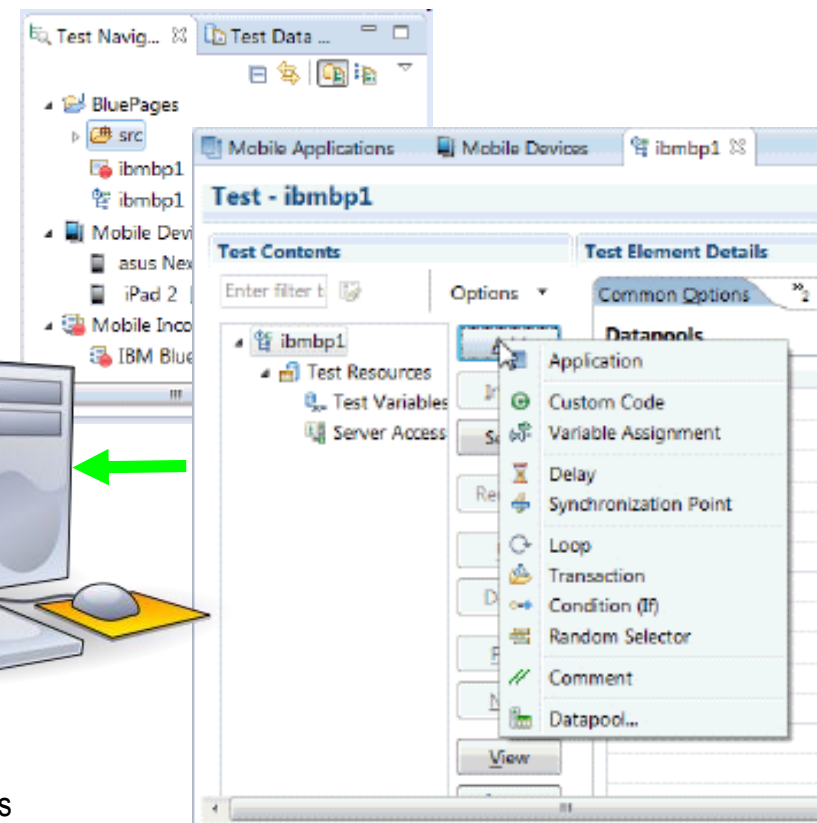 Test Navig...
Test Data ...
BluePages
src
ibmbp1
ibmbp1
Mobile Devi
asus Nex
iPad 2
Mobile Inco
IBM Blue
Mobile Applications
Mobile Devices
ibmbp1
Test - ibmbp1
Test Contents
Test Element Details
Enter filter t
Options
Common Options
»2
ibmbp1
Test Resources
Test Variables
Server Access
Datapools
Application
Custom Code
Variable Assignment
Delay
Synchronization Point
Loop
Transaction
Condition (If)
Random Selector
Comment
Datapool...
View
s